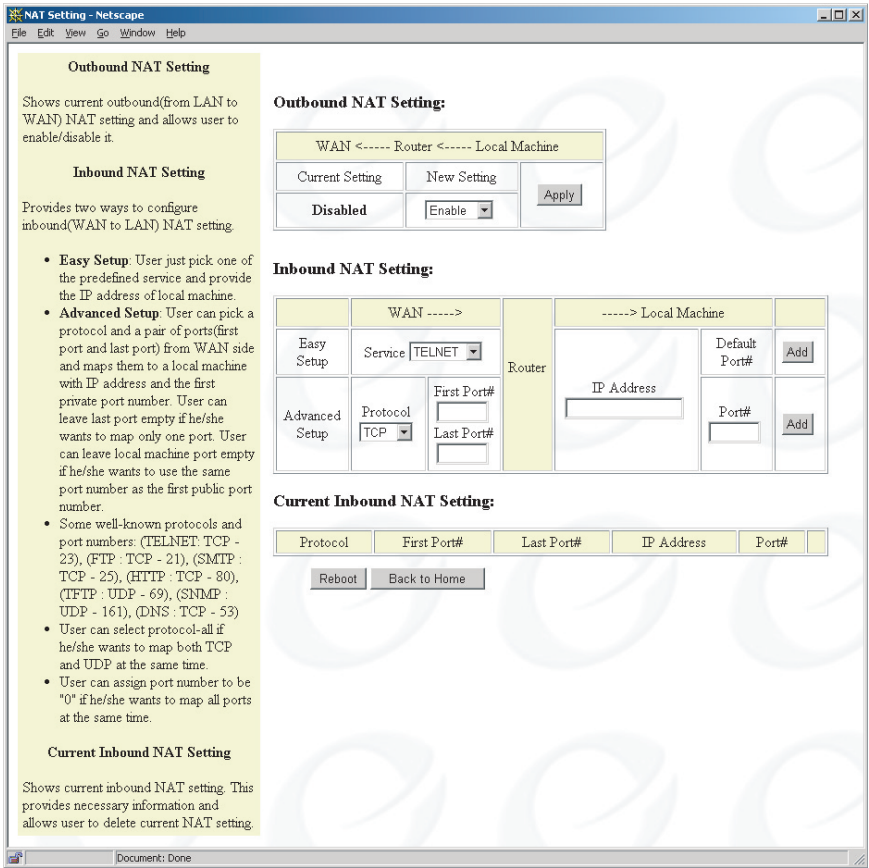 NAT Setting - Netscape
File Edit View Go Window Help
Outbound NAT Setting
Shows current outbound(from LAN to
WAN) NAT setting and allows user to
enable/disable it.
Inbound NAT Setting
Provides two ways to configure
inbound(WAN to LAN) NAT setting.
• Easy Setup: User just pick one of
the predefined service and provide
the IP address of local machine.
• Advanced Setup: User can pick a
protocol and a pair of ports(first
port and last port) from WAN side
and maps them to a local machine
with IP address and the first
private port number. User can
leave last port empty if he/she
wants to map only one port. User
can leave local machine port empty
if he/she wants to use the same
port number as the first public port
number.
• Some well-known protocols and
port numbers: (TELNET: TCP -
23), (FTP : TCP - 21), (SMTP :
TCP - 25), (HTTP : TCP - 80),
(TFTP : UDP - 69), (SNMP :
UDP - 161), (DNS : TCP - 53)
• User can select protocol-all if
he/she wants to map both TCP
and UDP at the same time.
• User can assign port number to be
"0" if he/she wants to map all ports
at the same time.
Current Inbound NAT Setting
Shows current inbound NAT setting. This
provides necessary information and
allows user to delete current NAT setting.
Outbound NAT Setting:
WAN <----- Router <----- Local Machine
Current Setting New Setting
Apply
Disabled Enable
Inbound NAT Setting:
WAN -----> -----> Local Machine
Easy
Setup
Service TELNET
Router
Default
Port#
Add
Advanced
Setup
Protocol
TCP
First Port#
Last Port#
IP Address
Port#
Add
Current Inbound NAT Setting:
Protocol First Port# Last Port# IP Address Port#
Reboot Back to Home
Document: Done